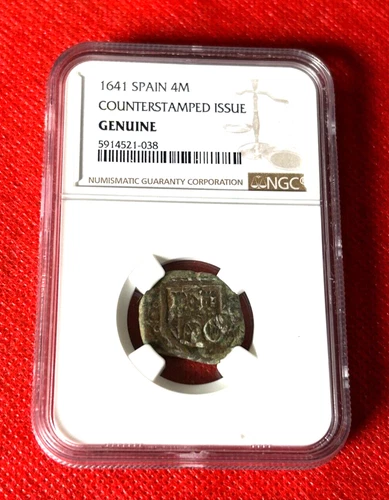 1641 SPAIN 4M
COUNTERSTAMPED ISSUE
GENUINE
5914521-038
NUMISMATIC GUARANTY CORPORATION NGC